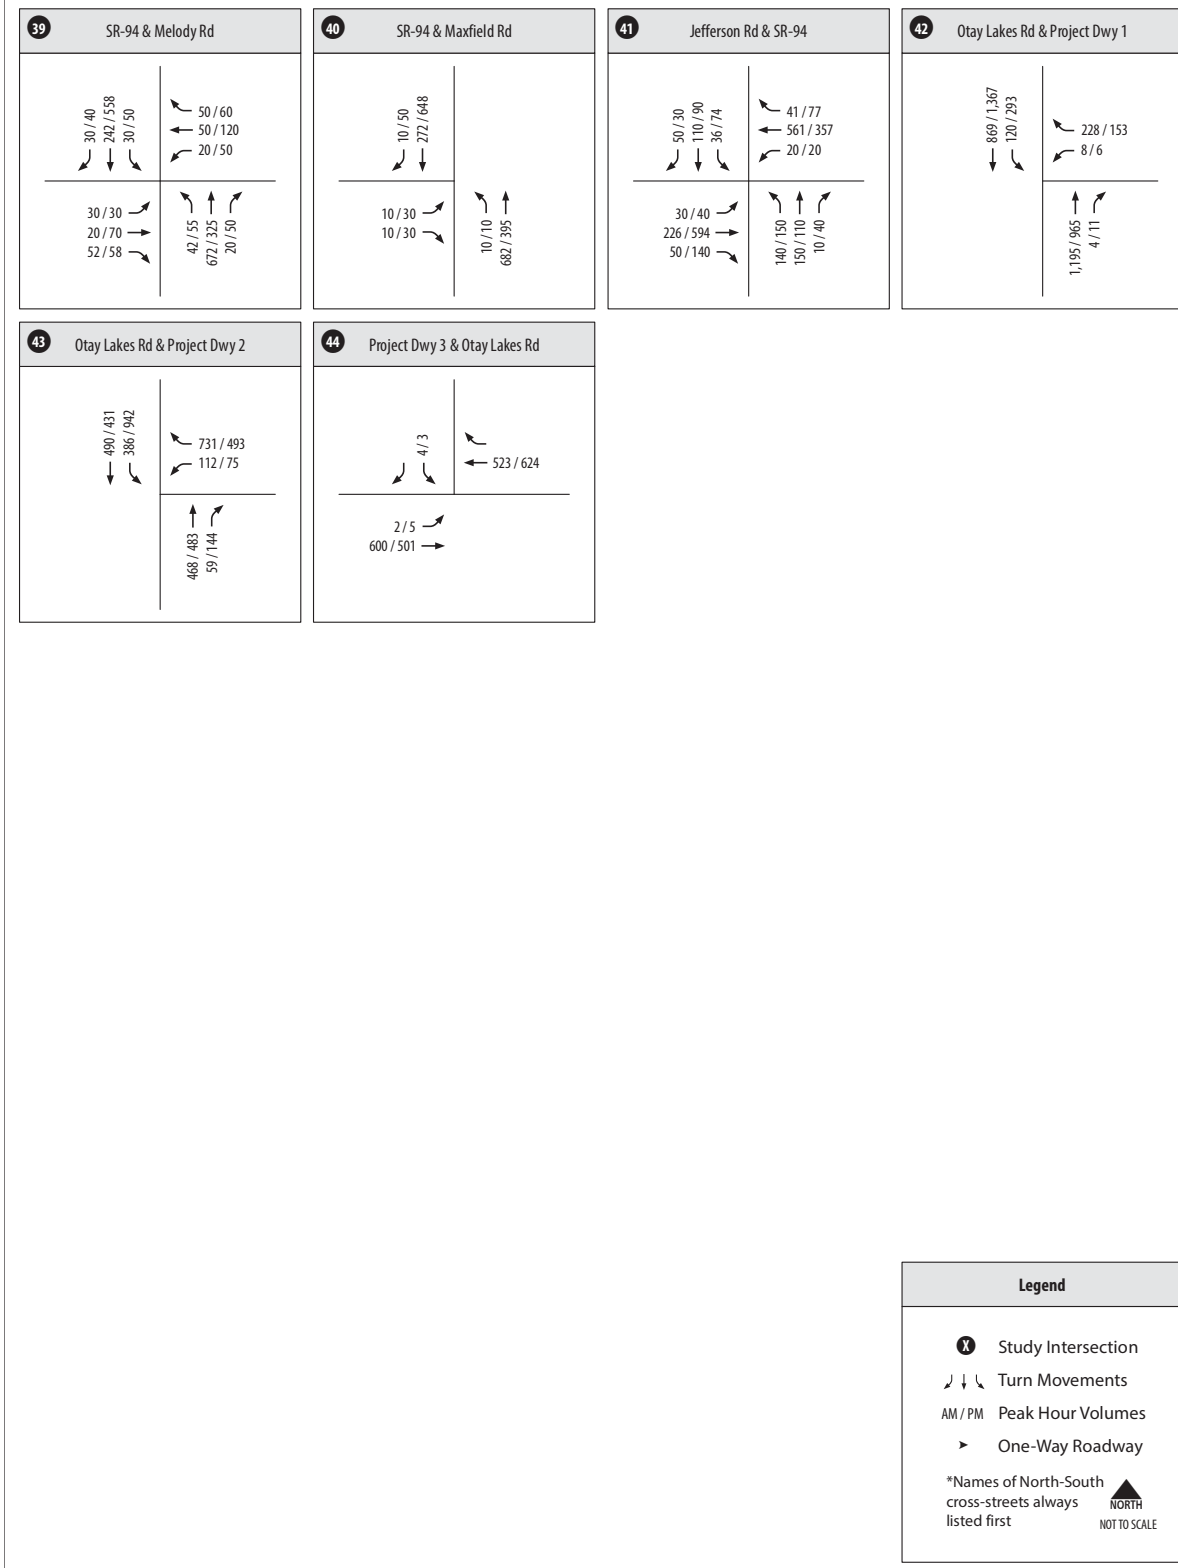 39 SR-94 & Melody Rd
30 / 40
242 / 558
30 / 50
50 / 60
50 / 120
20 / 50
30 / 30
20 / 70
52 / 58
42 / 55
672 / 325
20 / 50
40 SR-94 & Maxfield Rd
10 / 50
272 / 648
10 / 30
10 / 30
10 / 10
682 / 395
41 Jefferson Rd & SR-94
50 / 30
110 / 90
36 / 74
41 / 77
561 / 357
20 / 20
30 / 40
226 / 594
50 / 140
140 / 150
150 / 110
10 / 40
42 Otay Lakes Rd & Project Dwy 1
869 / 1,367
120 / 293
228 / 153
8 / 6
1,195 / 965
4 / 11
43 Otay Lakes Rd & Project Dwy 2
490 / 431
386 / 942
731 / 493
112 / 75
468 / 483
59 / 144
44 Project Dwy 3 & Otay Lakes Rd
4 / 3
523 / 624
2 / 5
600 / 501
Legend
X Study Intersection
Turn Movements
AM / PM Peak Hour Volumes
One-Way Roadway
*Names of North-South
cross-streets always
listed first
NORTH
NOT TO SCALE